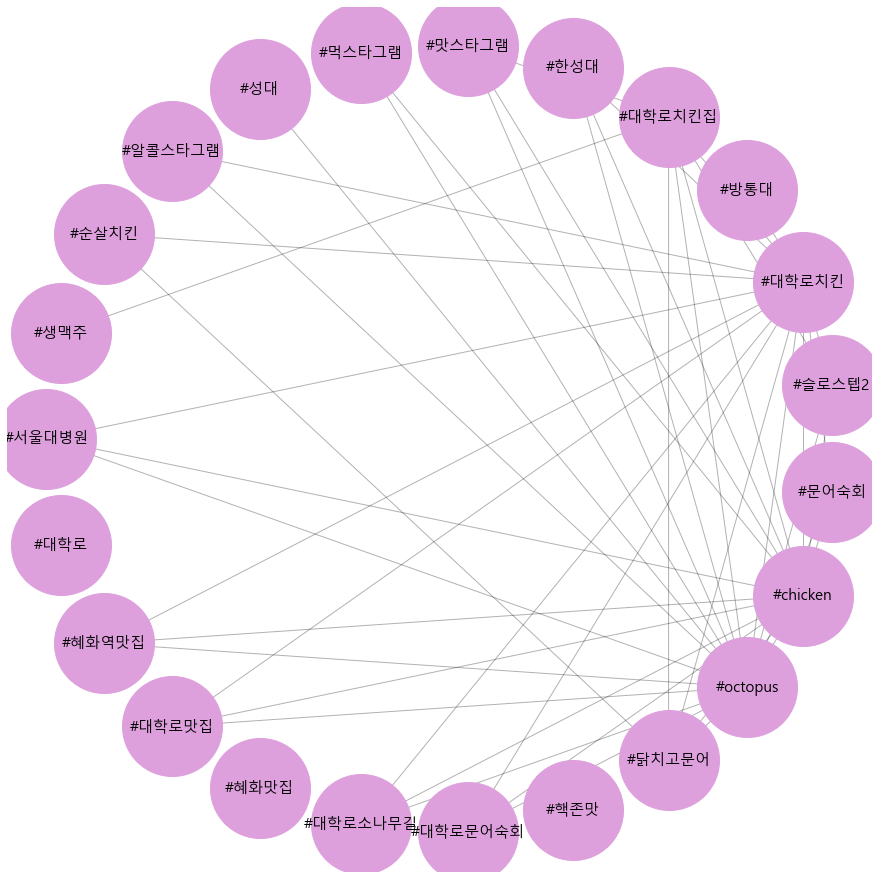 #먹스타그램
#맛스타그램
#한성대
#성대
#대학로치킨집
#알콜스타그램
#방통대
#순살치킨
#대학로치킨
#생맥주
#슬로스텝2
#서울대병원
#문어숙회
#대학로
#chicken
#혜화역맛집
#octopus
#대학로맛집
#닭치고문어
#혜화맛집
#핵존맛
#대학로소나무길
#대학로문어숙회